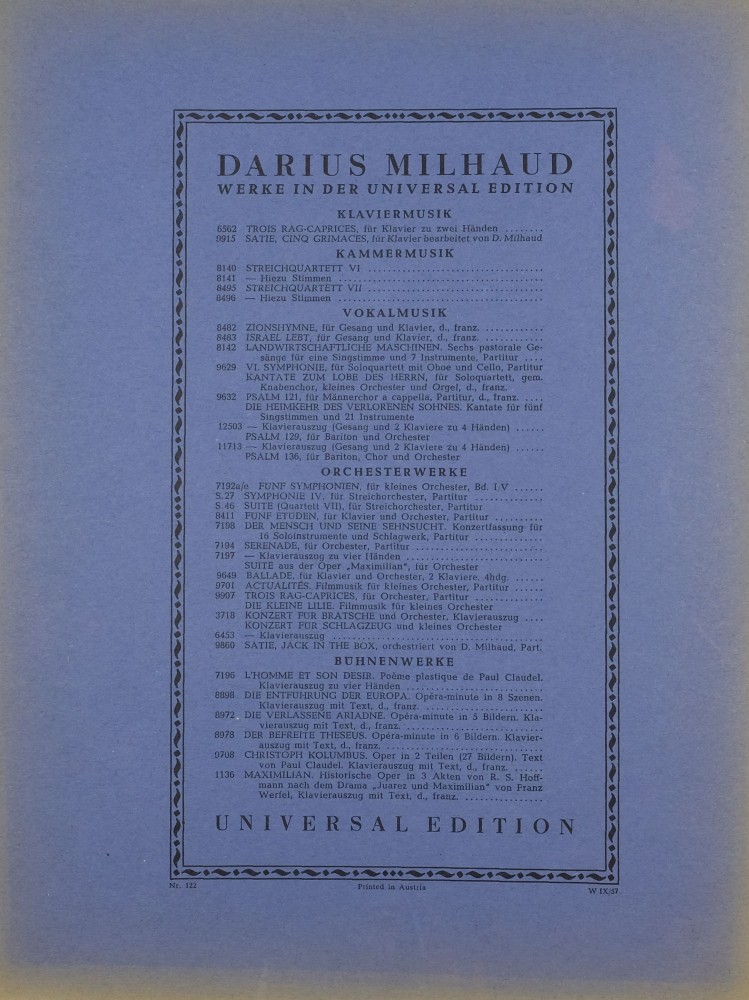 DARIUS MILHAUD
WERKE IN DER UNIVERSAL EDITION
KLAVIERMUSIK
6562 TROIS RAG-CAPRICES, für Klavier zu zwei Händen ........
9915 SATIE, CINQ GRIMACES, für Klavier bearbeitet von D. Milhaud
KAMMERMUSIK
8140 STREICHQUARTETT VI ..................................
8141 — Hiezu Stimmen ........................................
8495 STREICHQUARTETT VII ..................................
8496 — Hiezu Stimmen ........................................
VOKALMUSIK
8482 ZIONSHYMNE, für Gesang und Klavier, d., franz. ............
8483 ISRAEL LEBT, für Gesang und Klavier, d., franz. ............
8142 LANDWIRTSCHAFTLICHE MASCHINEN. Sechs pastorale Ge-
sänge für eine Singstimme und 7 Instrumente, Partitur ....
9629 VI. SYMPHONIE, für Soloquartett mit Oboe und Cello, Partitur
KANTATE ZUM LOBE DES HERRN, für Soloquartett, gem.
Knabenchor, kleines Orchester und Orgel, d., franz.
9632 PSALM 121, für Männerchor a cappella, Partitur, d., franz. ....
DIE HEIMKEHR DES VERLORENEN SOHNES. Kantate für fünf
Singstimmen und 21 Instrumente
12503 — Klavierauszug (Gesang und 2 Klaviere zu 4 Händen) ......
PSALM 129, für Bariton und Orchester
11713 — Klavierauszug (Gesang und 2 Klaviere zu 4 Händen) ......
PSALM 136, für Bariton, Chor und Orchester
ORCHESTERWERKE
7192a/e FÜNF SYMPHONIEN, für kleines Orchester, Bd. I/V ......
S.27 SYMPHONIE IV, für Streichorchester, Partitur ..............
S.46 SUITE (Quartett VII), für Streichorchester, Partitur
8411 FÜNF ETÜDEN, für Klavier und Orchester, Partitur ..........
7198 DER MENSCH UND SEINE SEHNSUCHT. Konzertfassung für
16 Soloinstrumente und Schlagwerk, Partitur ..............
7194 SERENADE, für Orchester, Partitur ..........................
7197 — Klavierauszug zu vier Händen ............................
SUITE aus der Oper „Maximilian", für Orchester
9649 BALLADE, für Klavier und Orchester, 2 Klaviere, 4hdg. ......
9701 ACTUALITÉS. Filmmusik für kleines Orchester, Partitur ......
9907 TROIS RAG-CAPRICES, für Orchester, Partitur ..............
DIE KLEINE LILIE. Filmmusik für kleines Orchester
3718 KONZERT FÜR BRATSCHE und Orchester, Klavierauszug ....
KONZERT FÜR SCHLAGZEUG und kleines Orchester
6453 — Klavierauszug ..........................................
9860 SATIE, JACK IN THE BOX, orchestriert von D. Milhaud, Part.
BÜHNENWERKE
7196 L'HOMME ET SON DESIR. Poème plastique de Paul Claudel.
Klavierauszug zu vier Händen ............................
8898 DIE ENTFÜHRUNG DER EUROPA. Opéra-minute in 8 Szenen.
Klavierauszug mit Text, d., franz. ........................
8972 DIE VERLASSENE ARIADNE. Opéra-minute in 5 Bildern. Kla-
vierauszug mit Text, d., franz. ............................
8978 DER BEFREITE THESEUS. Opéra-minute in 6 Bildern. Klavier-
auszug mit Text, d., franz. ................................
9708 CHRISTOPH KOLUMBUS. Oper in 2 Teilen (27 Bildern). Text
von Paul Claudel. Klavierauszug mit Text, d., franz. ......
1136 MAXIMILIAN. Historische Oper in 3 Akten von R. S. Hoff-
mann nach dem Drama „Juarez und Maximilian" von Franz
Werfel, Klavierauszug mit Text, d., franz. ................
UNIVERSAL EDITION
Nr. 122 Printed in Austria W IX/57